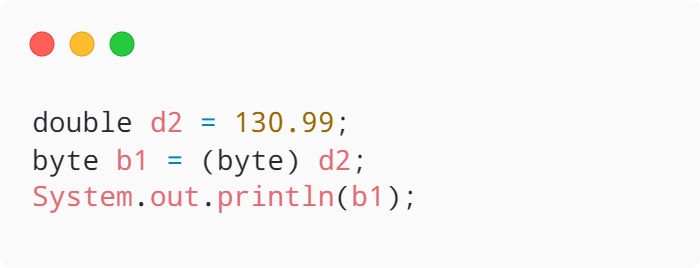 double d2 = 130.99;
byte b1 = (byte) d2;
System.out.println(b1);